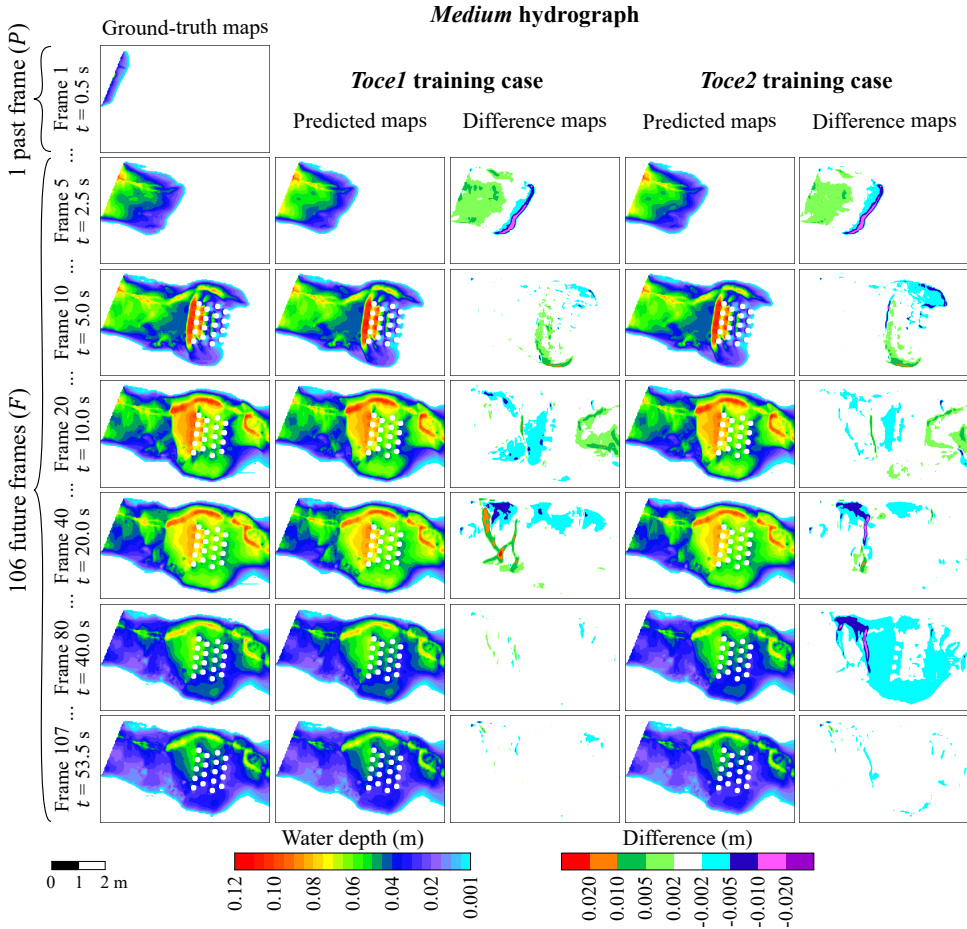 Medium hydrograph
Ground-truth maps
Toce1 training case
Toce2 training case
Predicted maps
Difference maps
Predicted maps
Difference maps
1 past frame (P)
Frame 1
t = 0.5 s
...
106 future frames (F)
Frame 5
t = 2.5 s
...
Frame 10
t = 5.0 s
...
Frame 20
t = 10.0 s
...
Frame 40
t = 20.0 s
...
Frame 80
t = 40.0 s
...
Frame 107
t = 53.5 s
0 1 2 m
Water depth (m)
0.12 0.10 0.08 0.06 0.04 0.02 0.001
Difference (m)
0.020 0.010 0.005 0.002 -0.002 -0.005 -0.010 -0.020